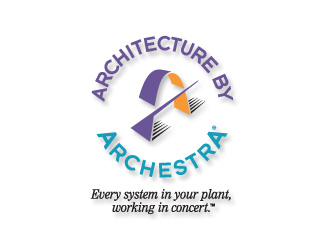 ARCHITECTURE BY
ARCHESTRA®
Every system in your plant,
working in concert.™